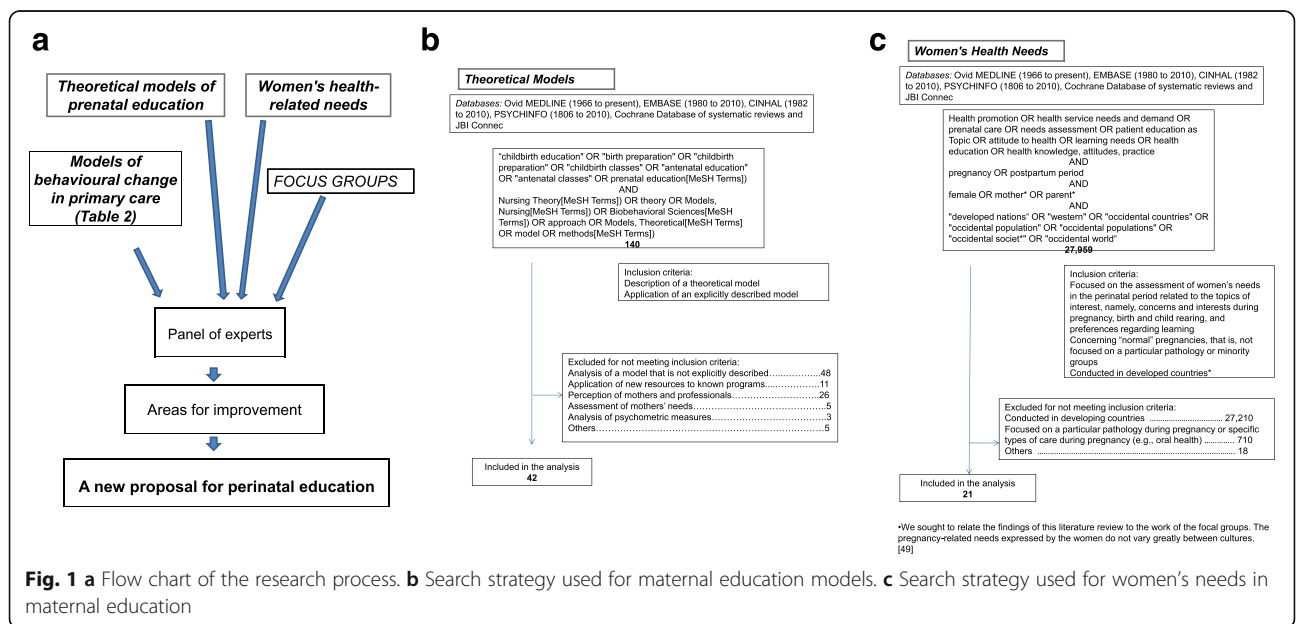 a
Theoretical models of
prenatal education
Women's health-
related needs
Models of
behavioural change
in primary care
(Table 2)
FOCUS GROUPS
Panel of experts
Areas for improvement
A new proposal for perinatal education
b
Theoretical Models
Databases: Ovid MEDLINE (1966 to present), EMBASE (1980 to 2010), CINHAL (1982
to 2010), PSYCHINFO (1806 to 2010), Cochrane Database of systematic reviews and
JBI Connec
"childbirth education" OR "birth preparation" OR "childbirth
preparation" OR "childbirth classes" OR "antenatal education"
OR "antenatal classes" OR prenatal education[MeSH Terms])
AND
Nursing Theory[MeSH Terms]) OR theory OR Models,
Nursing[MeSH Terms]) OR Biobehavioral Sciences[MeSH
Terms]) OR approach OR Models, Theoretical[MeSH Terms]
OR model OR methods[MeSH Terms])
140
Inclusion criteria:
Description of a theoretical model
Application of an explicitly described model
Excluded for not meeting inclusion criteria:
Analysis of a model that is not explicitly described…...………...48
Application of new resources to known programs....………….11
Perception of mothers and professionals……………………..26
Assessment of mothers' needs…………………………………5
Analysis of psychometric measures……………………………3
Others……………………………………………………………5
Included in the analysis
42
c
Women's Health Needs
Databases: Ovid MEDLINE (1966 to present), EMBASE (1980 to 2010), CINHAL (1982
to 2010), PSYCHINFO (1806 to 2010), Cochrane Database of systematic reviews and
JBI Connec
Health promotion OR health service needs and demand OR
prenatal care OR needs assessment OR patient education as
Topic OR attitude to health OR learning needs OR health
education OR health knowledge, attitudes, practice
AND
pregnancy OR postpartum period
AND
female OR mother* OR parent*
AND
"developed nations" OR "western" OR "occidental countries" OR
"occidental population" OR "occidental populations" OR
"occidental societ*" OR "occidental world"
27,959
Inclusion criteria:
Focused on the assessment of women's needs
in the perinatal period related to the topics of
interest, namely, concerns and interests during
pregnancy, birth and child rearing, and
preferences regarding learning
Concerning "normal" pregnancies, that is, not
focused on a particular pathology or minority
groups
Conducted in developed countries*
Excluded for not meeting inclusion criteria:
Conducted in developing countries ................................ 27,210
Focused on a particular pathology during pregnancy or specific
types of care during pregnancy (e.g., oral health) ............. 710
Others .................................................................................. 18
Included in the analysis
21
•We sought to relate the findings of this literature review to the work of the focal groups. The
pregnancy-related needs expressed by the women do not vary greatly between cultures.
[49]
Fig. 1 a Flow chart of the research process. b Search strategy used for maternal education models. c Search strategy used for women's needs in
maternal education